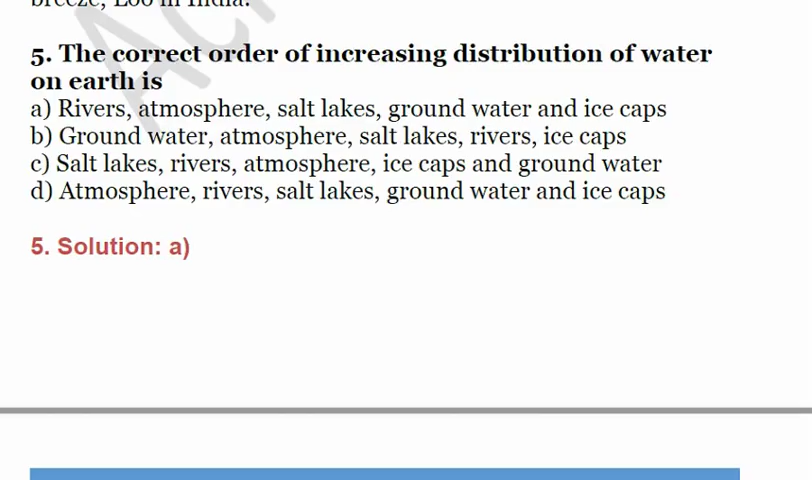 5. The correct order of increasing distribution of water
on earth is
a) Rivers, atmosphere, salt lakes, ground water and ice caps
b) Ground water, atmosphere, salt lakes, rivers, ice caps
c) Salt lakes, rivers, atmosphere, ice caps and ground water
d) Atmosphere, rivers, salt lakes, ground water and ice caps
5. Solution: a)